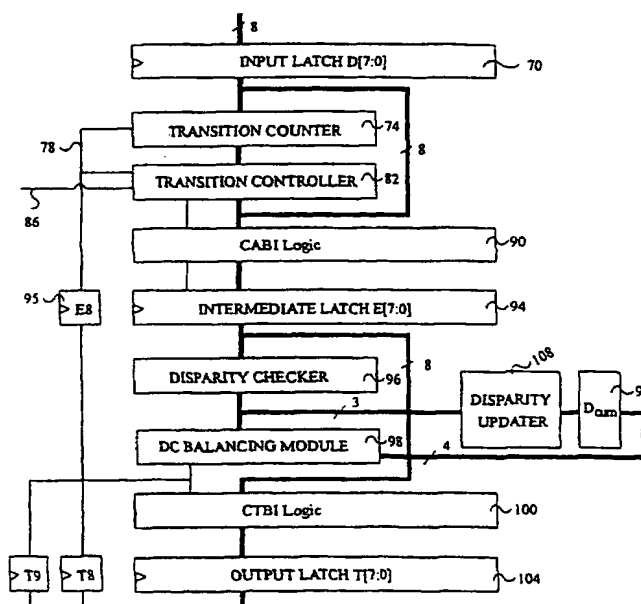 8
INPUT LATCH D[7:0]
70
TRANSITION COUNTER
74
78
8
TRANSITION CONTROLLER
82
86
CABI Logic
90
95
E8
INTERMEDIATE LATCH E[7:0]
94
DISPARITY CHECKER
96
8
108
DISPARITY
UPDATER
9
Dcum
3
DC BALANCING MODULE
98
4
CTBI Logic
100
T9
T8
OUTPUT LATCH T[7:0]
104